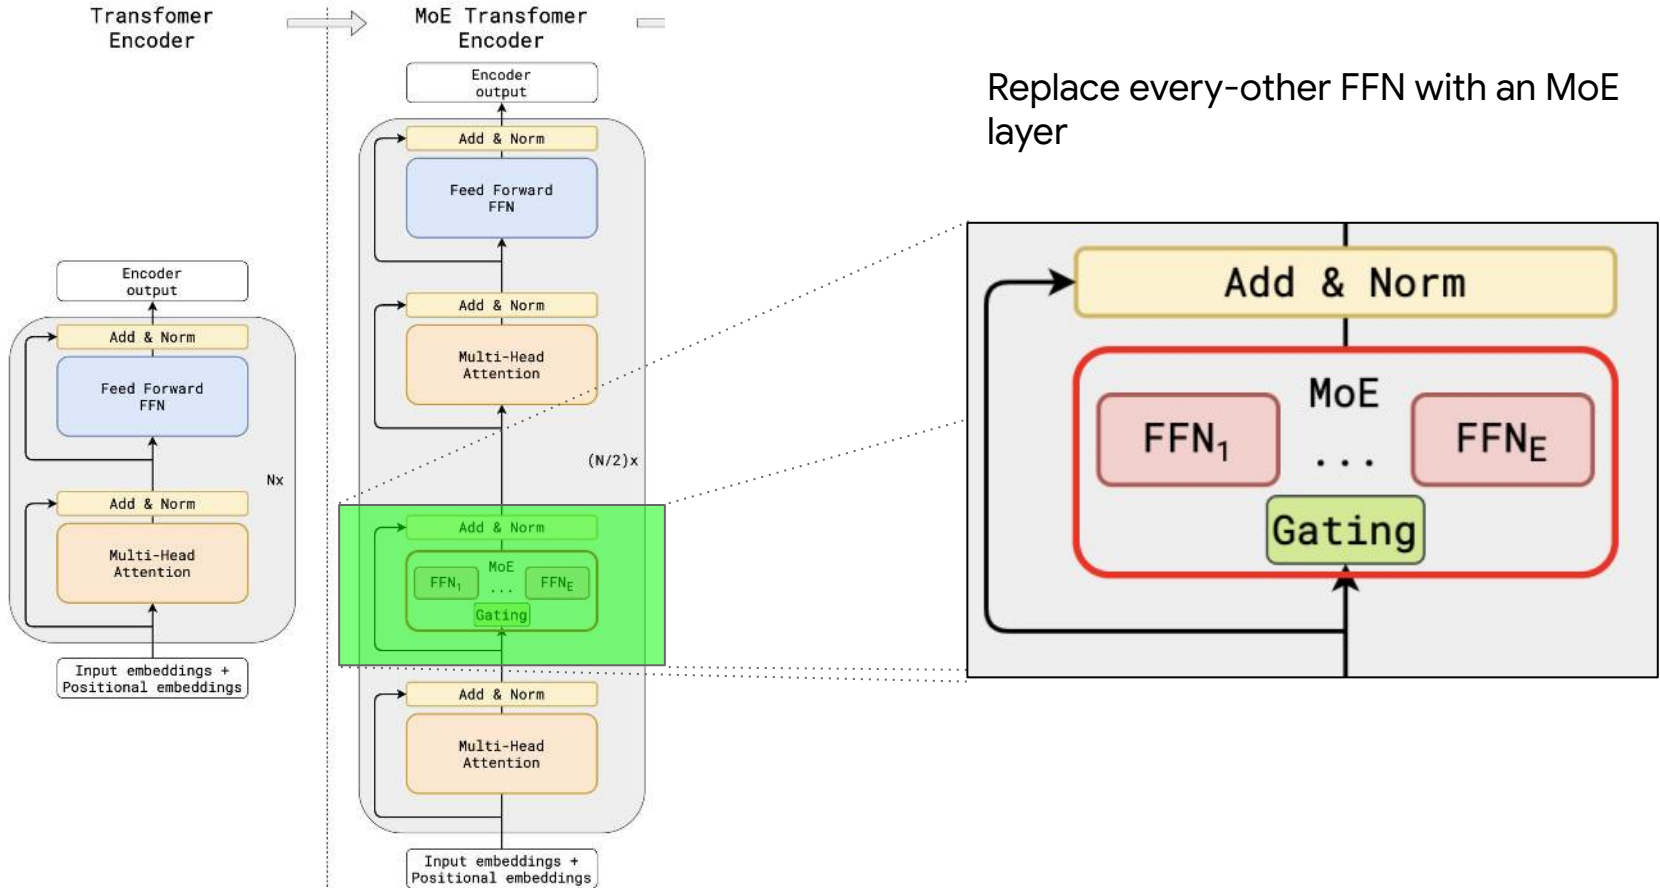 Transfomer
Encoder
Encoder
output
Add & Norm
Feed Forward
FFN
Nx
Add & Norm
Multi-Head
Attention
Input embeddings +
Positional embeddings
MoE Transfomer
Encoder
Encoder
output
Add & Norm
Feed Forward
FFN
Add & Norm
Multi-Head
Attention
(N/2)x
Add & Norm
MoE
FFN₁ ... FFN_E
Gating
Add & Norm
Multi-Head
Attention
Input embeddings +
Positional embeddings
Replace every-other FFN with an MoE
layer
Add & Norm
MoE
FFN₁ ... FFN_E
Gating